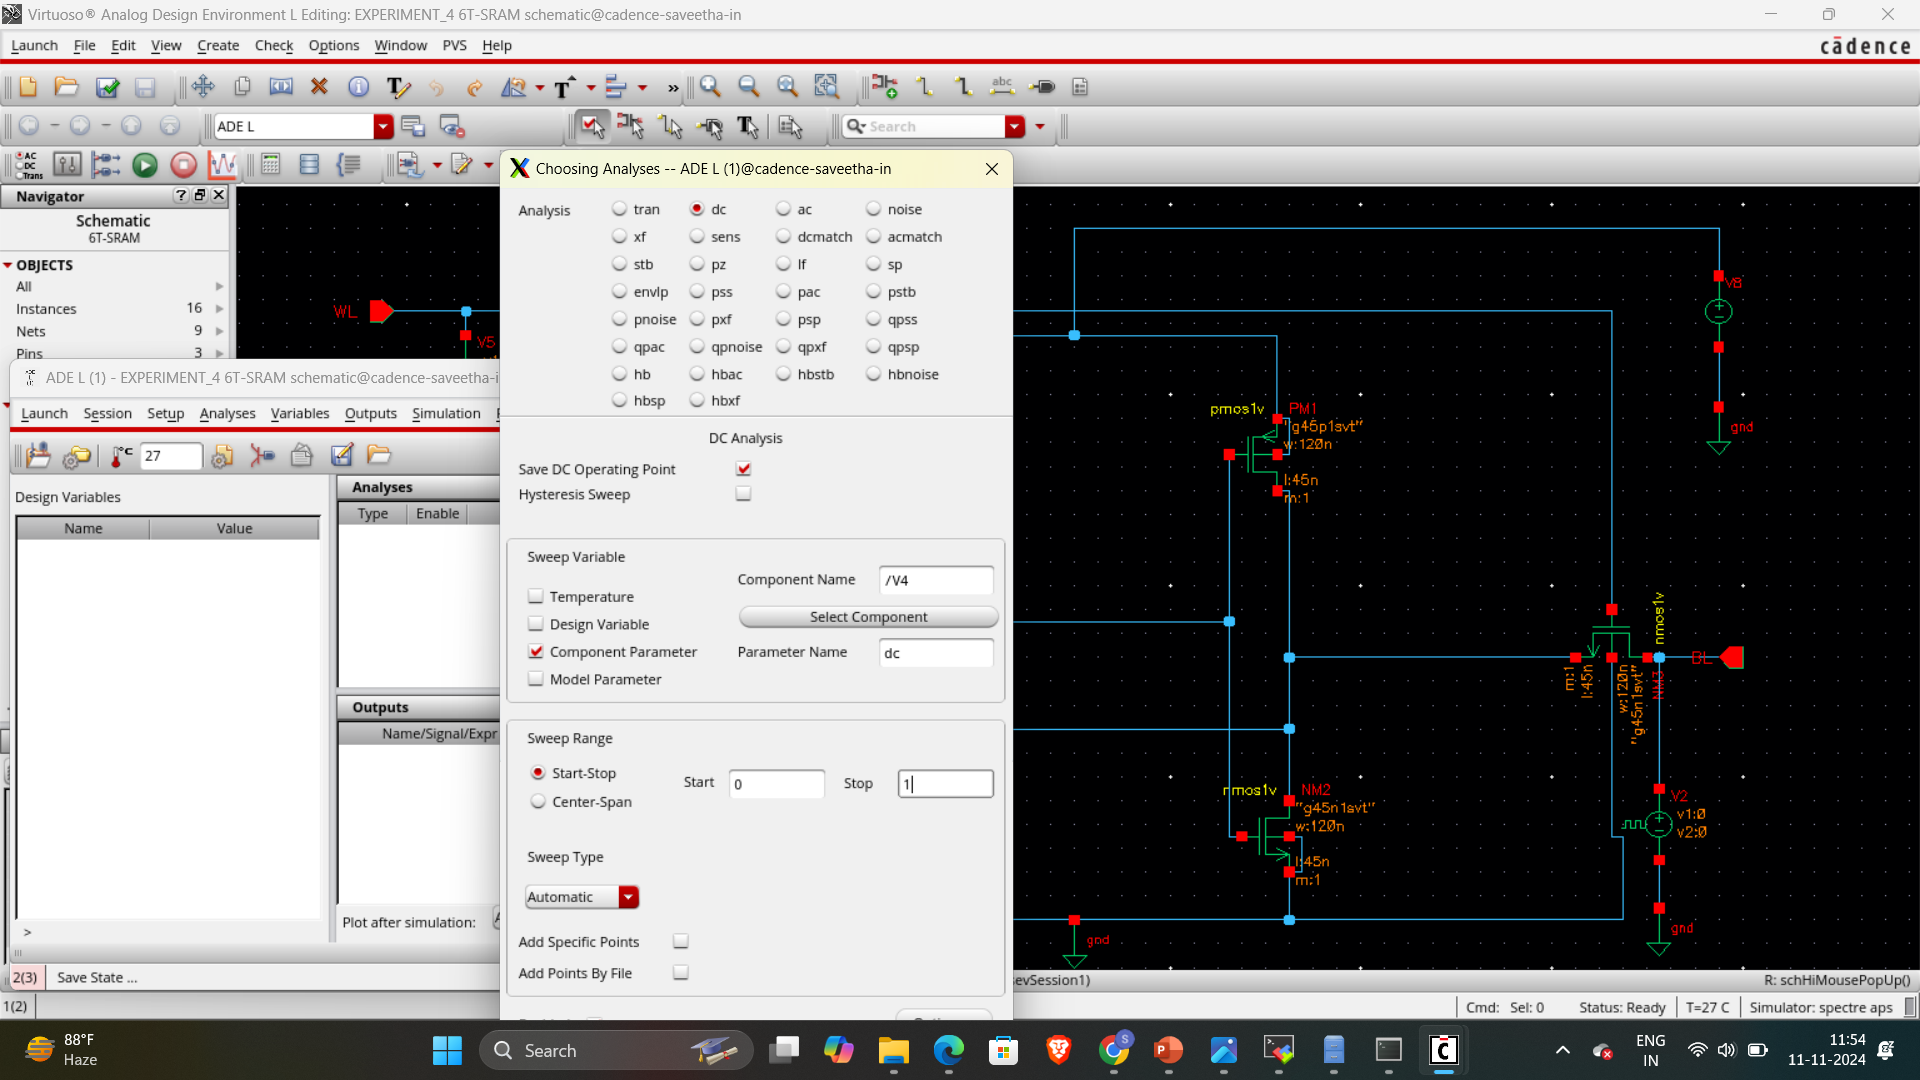 Virtuoso® Analog Design Environment L Editing: EXPERIMENT_4 6T-SRAM schematic@cadence-saveetha-in
Launch File Edit View Create Check Options Window PVS Help
cādence
ADE L
Search
AC
DC
Trans
Navigator
Schematic
6T-SRAM
OBJECTS
All
Instances 16
Nets 9
Pins 3
WL
V5
ADE L (1) - EXPERIMENT_4 6T-SRAM schematic@cadence-saveetha-i
Launch Session Setup Analyses Variables Outputs Simulation
27
Design Variables
Name Value
>
Analyses
Type Enable
Outputs
Name/Signal/Expr
Plot after simulation:
2(3) Save State ...
1(2)
Choosing Analyses -- ADE L (1)@cadence-saveetha-in
Analysis
tran dc ac noise
xf sens dcmatch acmatch
stb pz lf sp
envlp pss pac pstb
pnoise pxf psp qpss
qpac qpnoise qpxf qpsp
hb hbac hbstb hbnoise
hbsp hbxf
DC Analysis
Save DC Operating Point
Hysteresis Sweep
Sweep Variable
Temperature
Design Variable
Component Parameter
Model Parameter
Component Name /V4
Select Component
Parameter Name dc
Sweep Range
Start-Stop
Center-Span
Start 0 Stop 1
Sweep Type
Automatic
Add Specific Points
Add Points By File
V8
gnd
pmos1v PM1
"g45p1svt"
w:120n
l:45n
m:1
nmos1v
BL
m:1
l:45n
w:120n
"g45n1svt"
NM3
nmos1v NM2
"g45n1svt"
w:120n
l:45n
m:1
V2
v1:0
v2:0
gnd
gnd
evSession1)
R: schHiMousePopUp()
Cmd: Sel: 0 Status: Ready T=27 C Simulator: spectre aps
88°F
Haze
Search
ENG
IN
11:54
11-11-2024